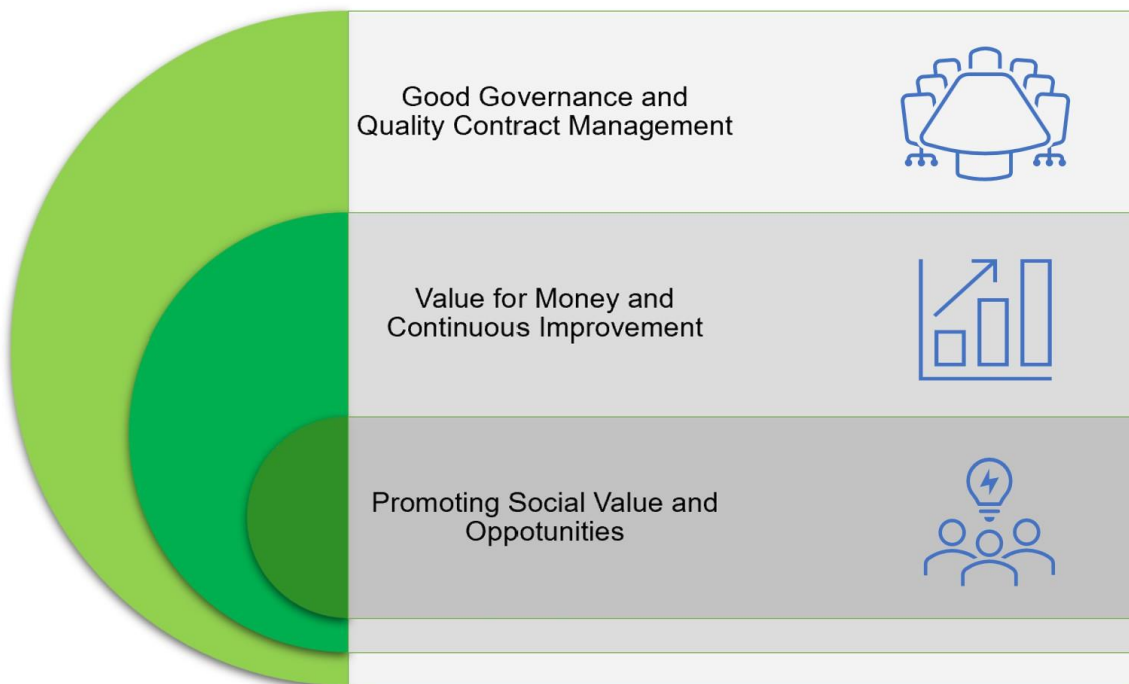 Good Governance and
Quality Contract Management
Value for Money and
Continuous Improvement
Promoting Social Value and
Oppotunities